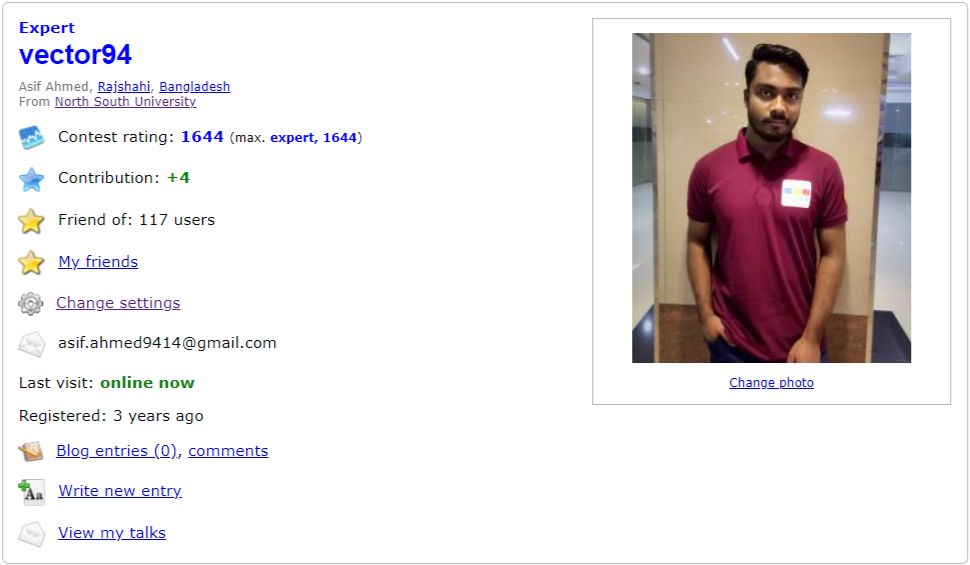 Expert
vector94
Asif Ahmed, Rajshahi, Bangladesh
From North South University
Contest rating: 1644 (max. expert, 1644)
Contribution: +4
Friend of: 117 users
My friends
Change settings
asif.ahmed9414@gmail.com
Last visit: online now
Registered: 3 years ago
Blog entries (0), comments
Aa Write new entry
View my talks
Change photo